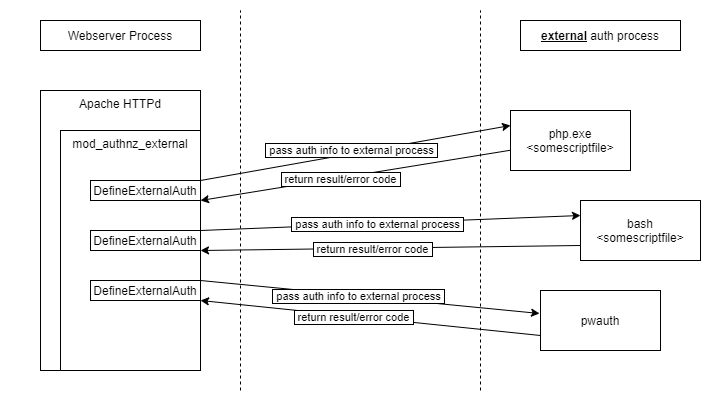 Webserver Process
external auth process
Apache HTTPd
mod_authnz_external
DefineExternalAuth
pass auth info to external process
return result/error code
php.exe
<somescriptfile>
DefineExternalAuth
pass auth info to external process
return result/error code
bash
<somescriptfile>
DefineExternalAuth
pass auth info to external process
return result/error code
pwauth